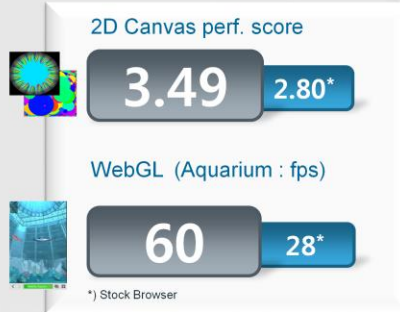 2D Canvas perf. score
3.49 2.80*
WebGL (Aquarium : fps)
60 28*
*) Stock Browser